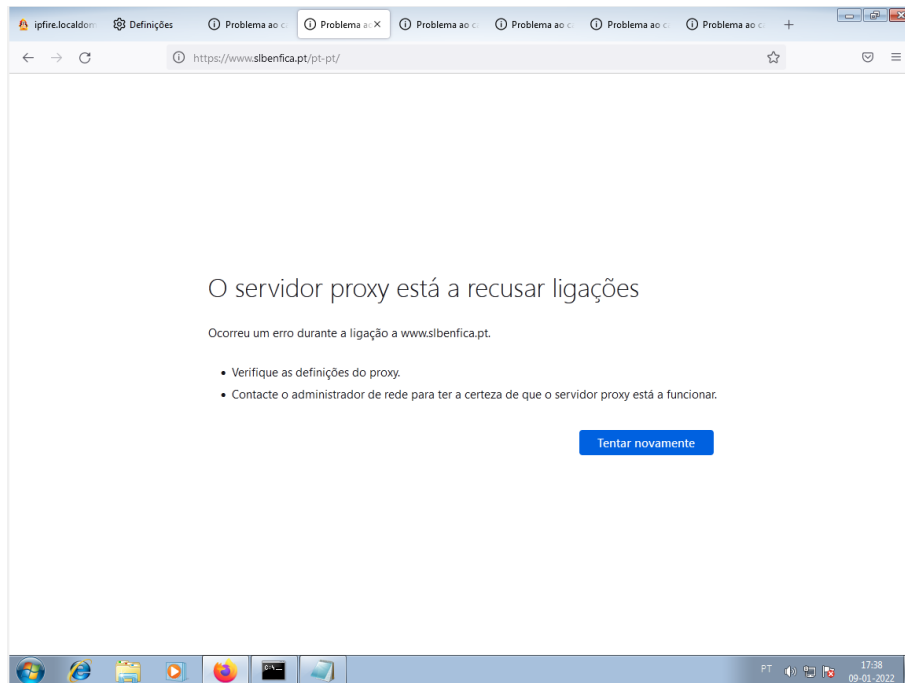 ipfire.localdom Definições Problema ao c Problema ao Problema ao c Problema ao c Problema ao c Problema ao c
https://www.slbenfica.pt/pt-pt/
O servidor proxy está a recusar ligações
Ocorreu um erro durante a ligação a www.slbenfica.pt.
• Verifique as definições do proxy.
• Contacte o administrador de rede para ter a certeza de que o servidor proxy está a funcionar.
Tentar novamente
PT 17:38
09-01-2022